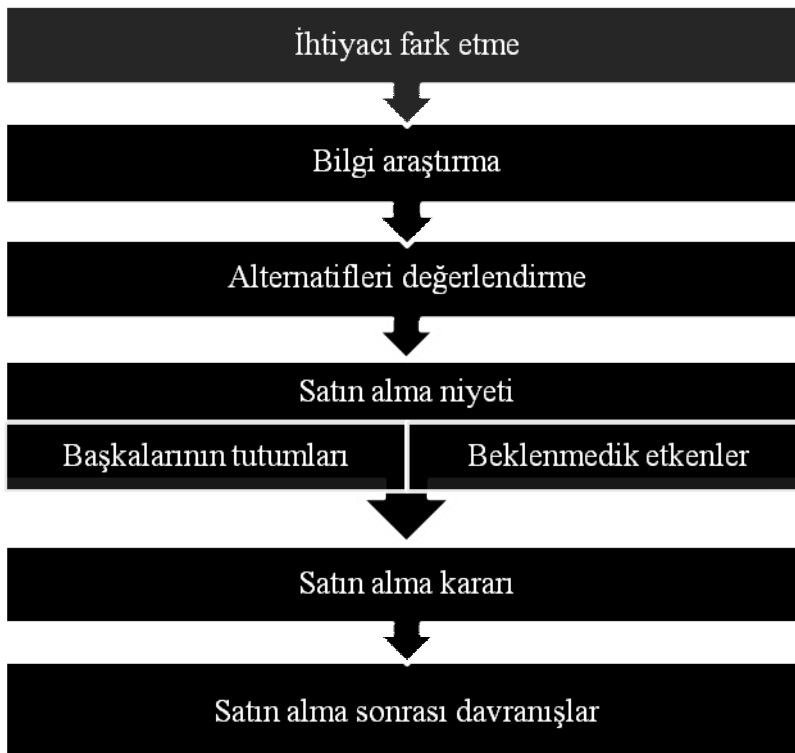 İhtiyacı fark etme
Bilgi araştırma
Alternatifleri değerlendirme
Satın alma niyeti
Başkalarının tutumları
Beklenmedik etkenler
Satın alma kararı
Satın alma sonrası davranışlar